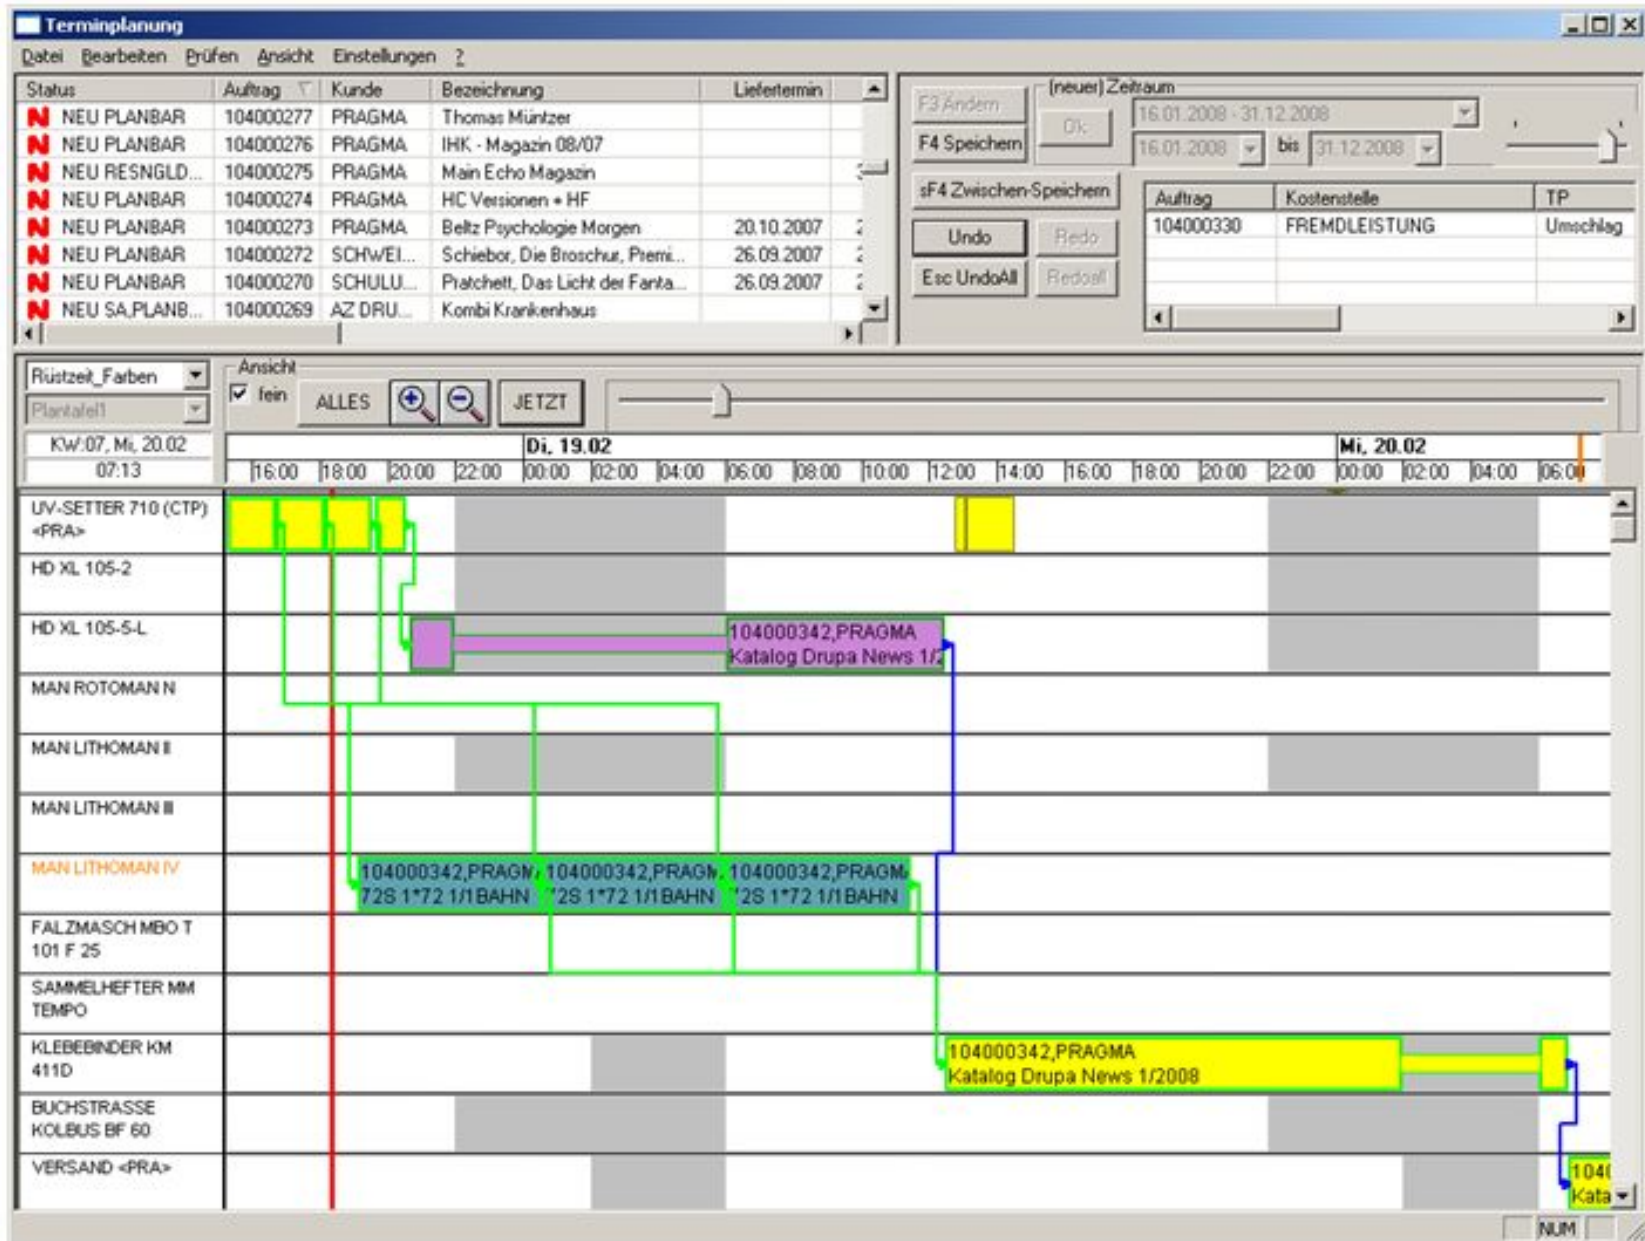 Terminplanung
Datei Bearbeiten Prüfen Ansicht Einstellungen ?
Status Auftrag Kunde Bezeichnung Liefertermin
NEU PLANBAR 104000277 PRAGMA Thomas Müntzer
NEU PLANBAR 104000276 PRAGMA IHK - Magazin 08/07
NEU RESNGLD... 104000275 PRAGMA Main Echo Magazin
NEU PLANBAR 104000274 PRAGMA HC Versionen + HF
NEU PLANBAR 104000273 PRAGMA Beltz Psychologie Morgen 20.10.2007
NEU PLANBAR 104000272 SCHWEI... Schiebor, Die Broschur, Premi... 26.09.2007
NEU PLANBAR 104000270 SCHULU... Pratchett, Das Licht der Fanta... 26.09.2007
NEU SA,PLANB... 104000269 AZ DRU... Kombi Krankenhaus
F3 Ändern
(neuer) Zeitraum
Ok
16.01.2008 - 31.12.2008
F4 Speichern
16.01.2008 bis 31.12.2008
sF4 Zwischen-Speichern
Undo Redo
Esc UndoAll Redoall
Auftrag Kostenstelle TP
104000330 FREMDLEISTUNG Umschlag
Rüstzeit_Farben
Plantafel1
Ansicht
fein ALLES JETZT
KW:07, Mi, 20.02
07:13
Di, 19.02 Mi, 20.02
16:00 18:00 20:00 22:00 00:00 02:00 04:00 06:00 08:00 10:00 12:00 14:00 16:00 18:00 20:00 22:00 00:00 02:00 04:00 06:00
UV-SETTER 710 (CTP)
<PRA>
HD XL 105-2
HD XL 105-5-L
104000342,PRAGMA
Katalog Drupa News 1/2
MAN ROTOMAN N
MAN LITHOMAN II
MAN LITHOMAN III
MAN LITHOMAN IV
104000342,PRAGM 104000342,PRAGM 104000342,PRAGM
72S 1*72 1/1BAHN 72S 1*72 1/1BAHN 72S 1*72 1/1BAHN
FALZMASCH MBO T
101 F 25
SAMMELHEFTER MM
TEMPO
KLEBEBINDER KM
411D
104000342,PRAGMA
Katalog Drupa News 1/2008
BUCHSTRASSE
KOLBUS BF 60
VERSAND <PRA>
104
Kata
NUM